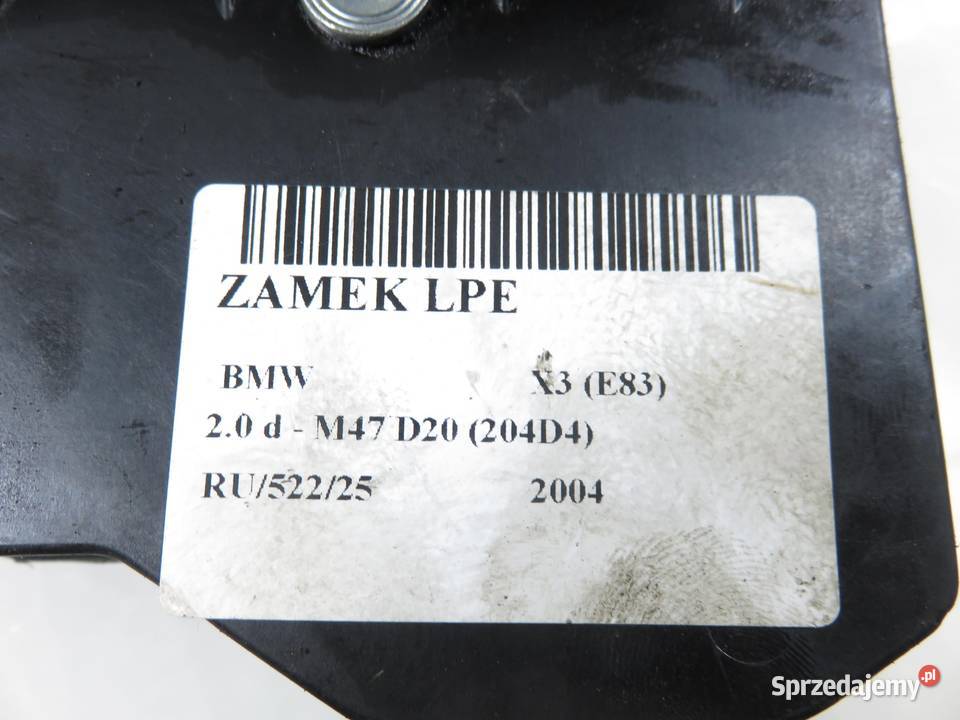 ZAMEK LPE
BMW X3 (E83)
2.0 d - M47 D20 (204D4)
RU/522/25 2004
Sprzedajemy.pl